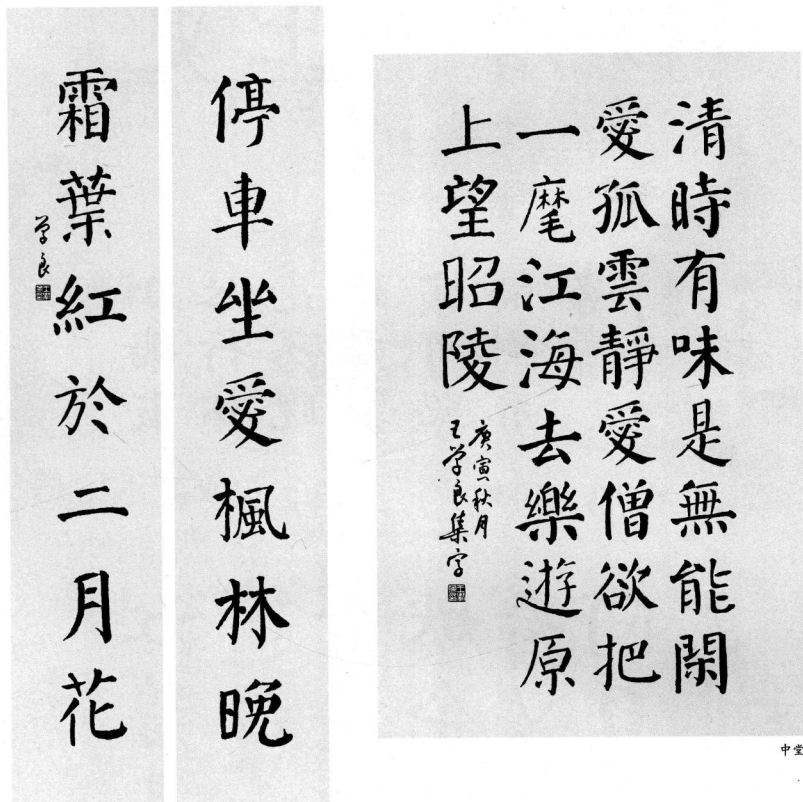 清時有味是無能閑
愛孤雲靜愛僧欲把
一麾江海去樂遊原
上望昭陵
庚寅秋月
王学良集字
中堂
停車坐愛楓林晚
霜葉紅於二月花
学良